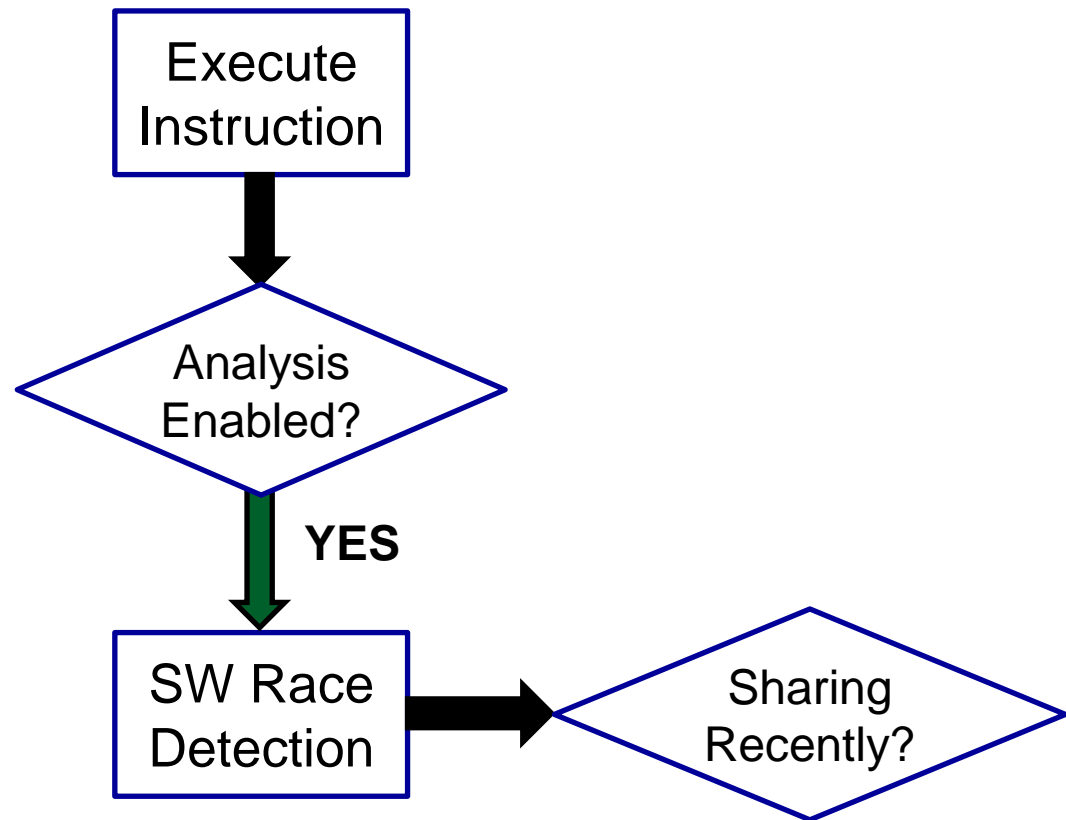 Execute
Instruction
Analysis
Enabled?
YES
SW Race
Detection
Sharing
Recently?